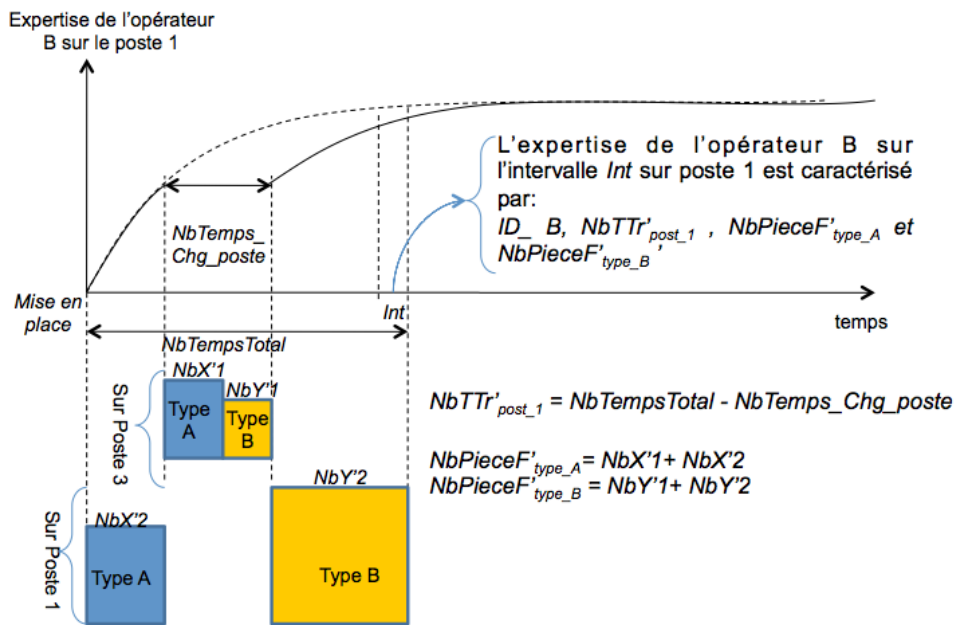 Expertise de l'opérateur
B sur le poste 1
L'expertise de l'opérateur B sur
l'intervalle Int sur poste 1 est caractérisé
par:
ID_ B, NbTTr'post_1 , NbPieceF'type_A et
NbPieceF'type_B '
NbTemps_
Chg_poste
Mise en
place
Int
temps
NbTempsTotal
NbX'1
NbY'1
Sur Poste 3
Type
A
Type
B
NbTTr'post_1 = NbTempsTotal - NbTemps_Chg_poste
NbPieceF'type_A= NbX'1+ NbX'2
NbPieceF'type_B = NbY'1+ NbY'2
NbY'2
NbX'2
Sur Poste 1
Type A
Type B